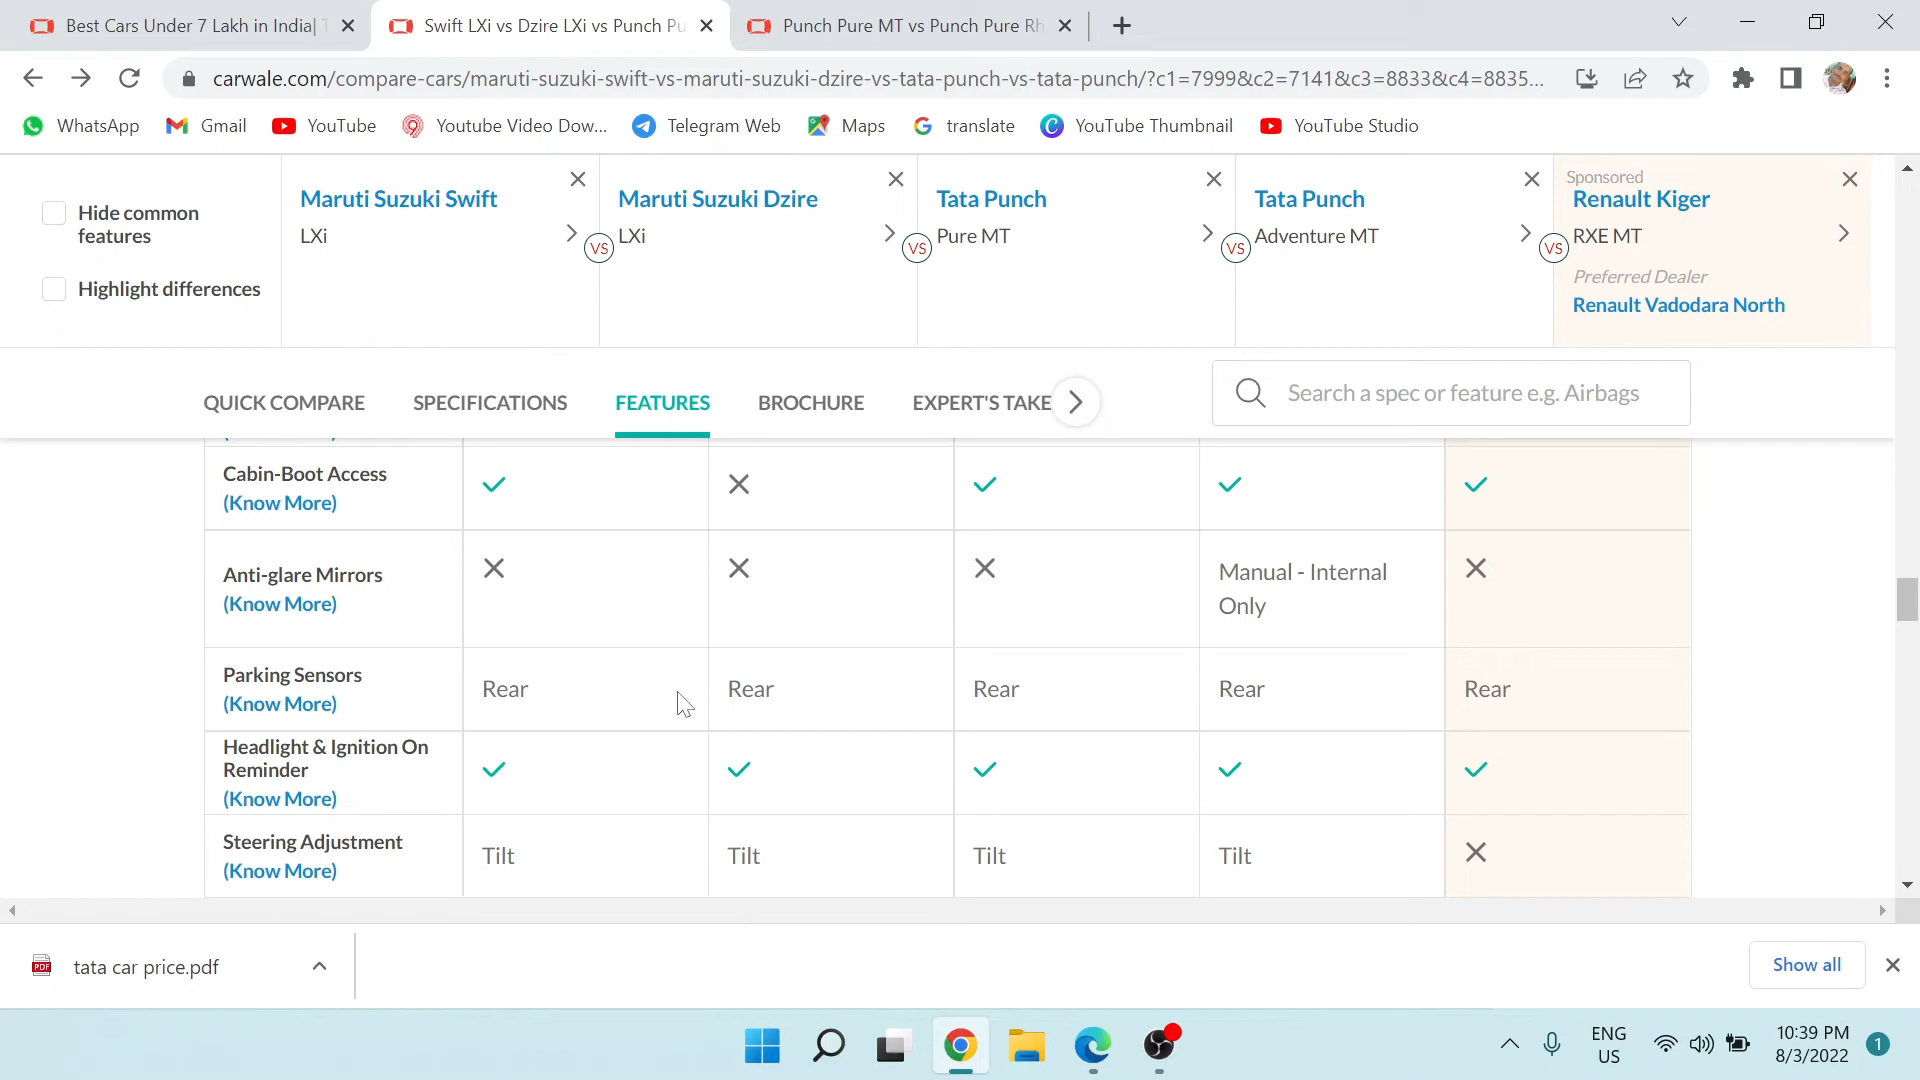 Best Cars Under 7 Lakh in India|
Swift LXi vs Dzire LXi vs Punch Pu
Punch Pure MT vs Punch Pure Rh
carwale.com/compare-cars/maruti-suzuki-swift-vs-maruti-suzuki-dzire-vs-tata-punch-vs-tata-punch/?c1=7999&c2=7141&c3=8833&c4=8835...
WhatsApp
Gmail
YouTube
Youtube Video Dow...
Telegram Web
Maps
translate
YouTube Thumbnail
YouTube Studio
Hide common
features
Highlight differences
Maruti Suzuki Swift
LXi
VS
Maruti Suzuki Dzire
LXi
VS
Tata Punch
Pure MT
VS
Tata Punch
Adventure MT
VS
Sponsored
Renault Kiger
RXE MT
Preferred Dealer
Renault Vadodara North
QUICK COMPARE
SPECIFICATIONS
FEATURES
BROCHURE
EXPERT'S TAKE
Search a spec or feature e.g. Airbags
Cabin-Boot Access
(Know More)
Anti-glare Mirrors
(Know More)
Manual - Internal
Only
Parking Sensors
(Know More)
Rear
Rear
Rear
Rear
Rear
Headlight & Ignition On
Reminder
(Know More)
Steering Adjustment
(Know More)
Tilt
Tilt
Tilt
Tilt
PDF
tata car price.pdf
Show all
ENG
US
10:39 PM
8/3/2022
1